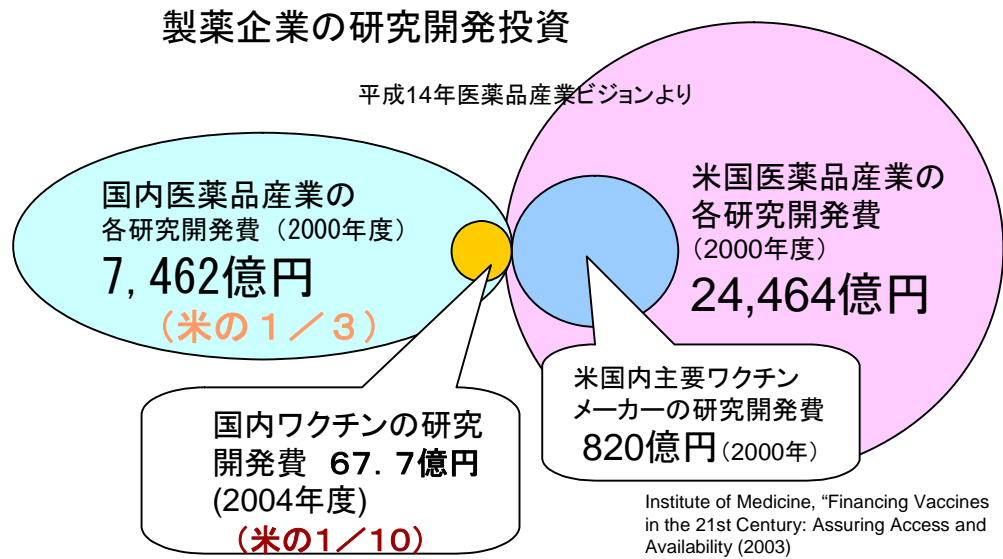 製薬企業の研究開発投資
平成14年医薬品産業ビジョンより
国内医薬品産業の
各研究開発費（2000年度）
7,462億円
（米の１／３）
米国医薬品産業の
各研究開発費
(2000年度)
24,464億円
国内ワクチンの研究
開発費 67.7億円
(2004年度)
（米の1／10）
米国内主要ワクチン
メーカーの研究開発費
820億円(2000年)
Institute of Medicine, “Financing Vaccines
in the 21st Century: Assuring Access and
Availability (2003)